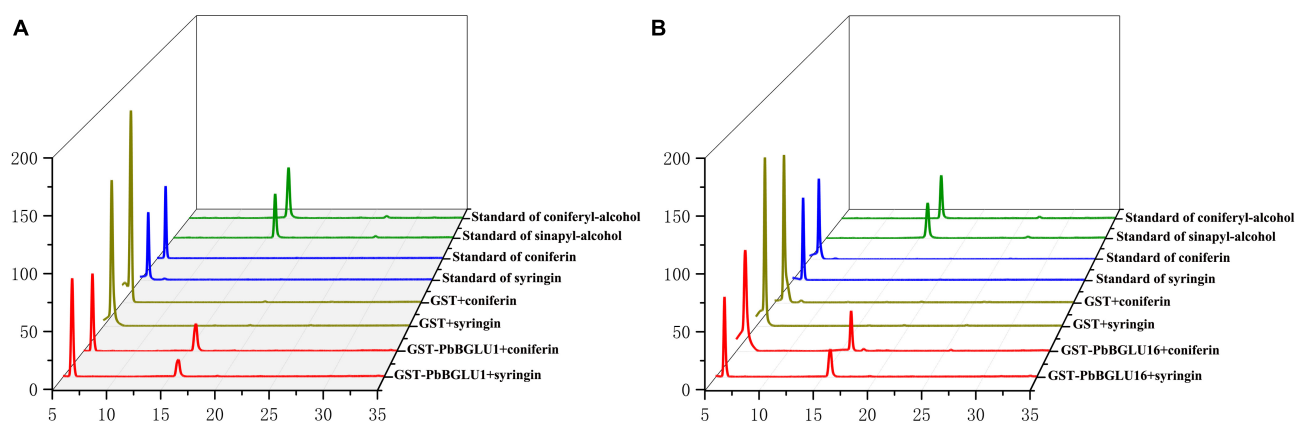 A
200
150
100
50
0
5 10 15 20 25 30 35
Standard of coniferyl-alcohol
Standard of sinapyl-alcohol
Standard of coniferin
Standard of syringin
GST+coniferin
GST+syringin
GST-PbBGLU1+coniferin
GST-PbBGLU1+syringin
B
200
150
100
50
0
5 10 15 20 25 30 35
Standard of coniferyl-alcohol
Standard of sinapyl-alcohol
Standard of coniferin
Standard of syringin
GST+coniferin
GST+syringin
GST-PbBGLU16+coniferin
GST-PbBGLU16+syringin